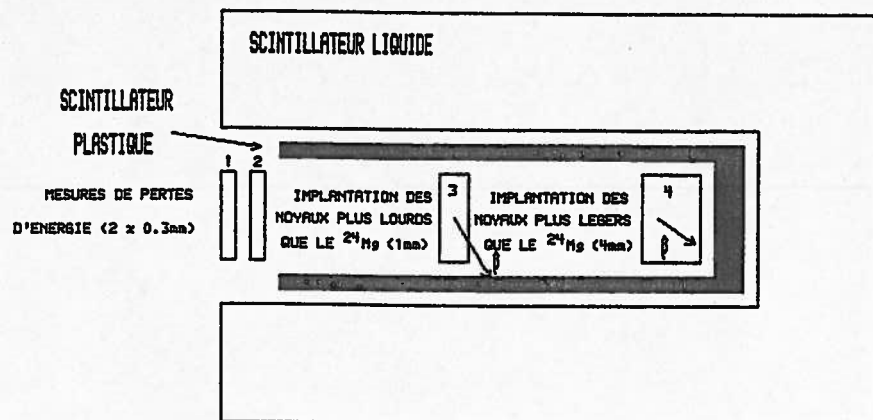 SCINTILLATEUR LIQUIDE
SCINTILLATEUR
PLASTIQUE
1
2
MESURES DE PERTES
D'ENERGIE (2 x 0.3mm)
IMPLANTATION DES
NOYAUX PLUS LOURDS
QUE LE ²⁴Mg (1mm)
3
β
IMPLANTATION DES
NOYAUX PLUS LEGERS
QUE LE ²⁴Mg (4mm)
4
β